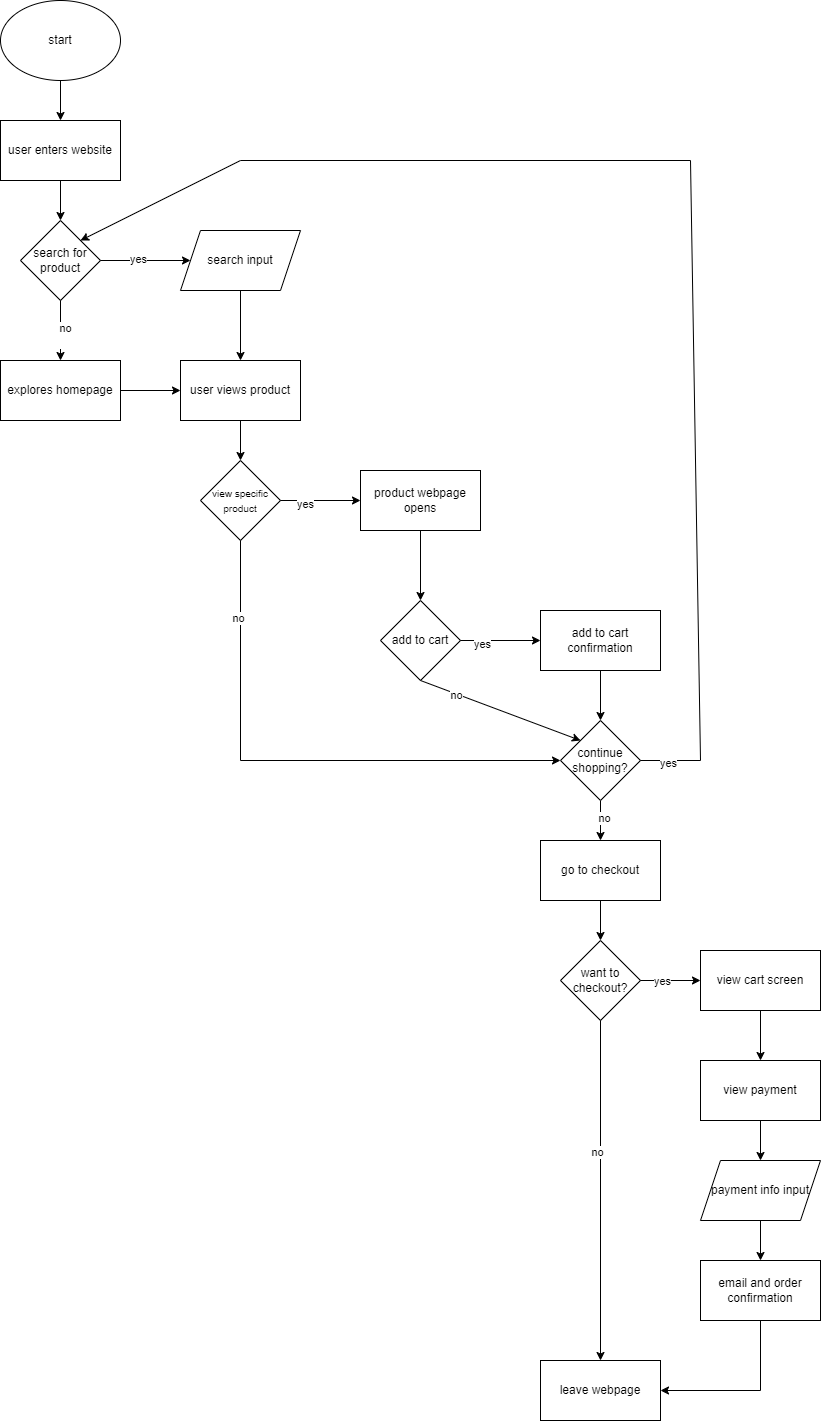 start
user enters website
search for
product
yes
search input
no
explores homepage
user views product
view specific
product
yes
product webpage
opens
no
add to cart
yes
add to cart
confirmation
no
continue
shopping?
yes
no
go to checkout
want to
checkout?
yes
view cart screen
view payment
no
payment info input
email and order
confirmation
leave webpage